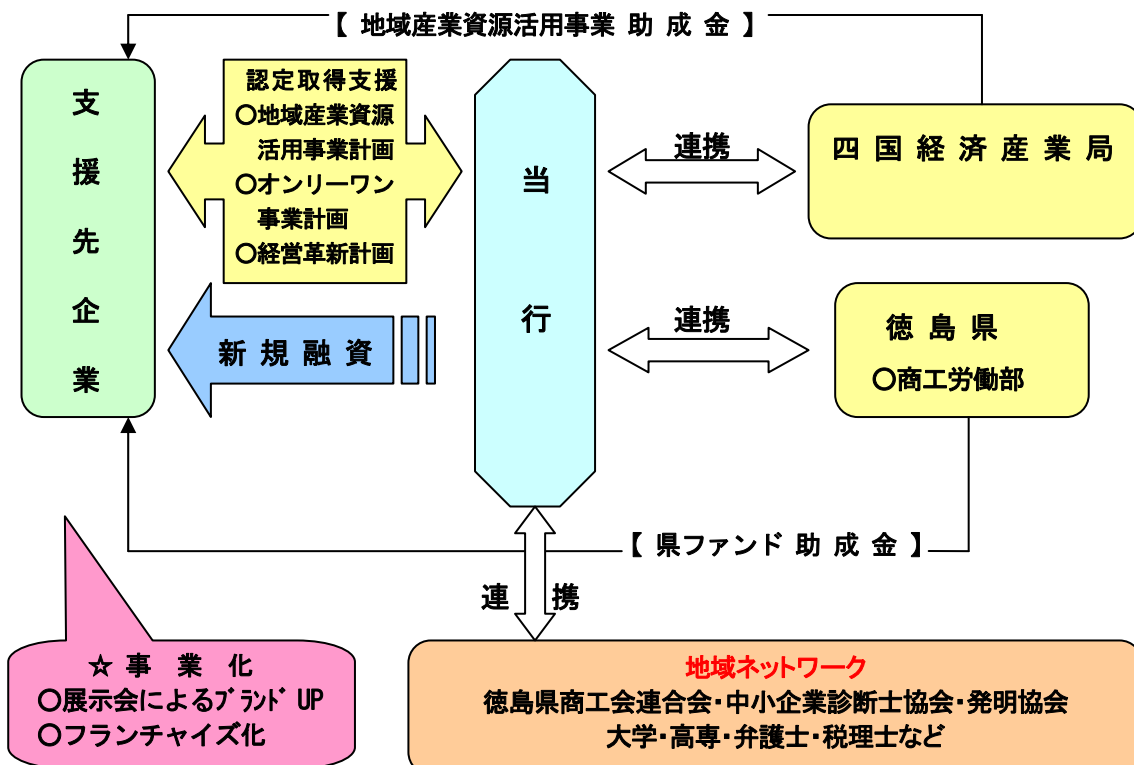 【 地域産業資源活用事業 助 成 金 】
支援先企業
認定取得支援
○地域産業資源
活用事業計画
○オンリーワン
事業計画
○経営革新計画
新 規 融 資
当行
連携
四 国 経 済 産 業 局
連携
徳 島 県
○商工労働部
【 県ファンド 助 成 金 】
連 携
☆ 事 業 化
○展示会によるブランド UP
○フランチャイズ化
地域ネットワーク
徳島県商工会連合会・中小企業診断士協会・発明協会
大学・高専・弁護士・税理士など